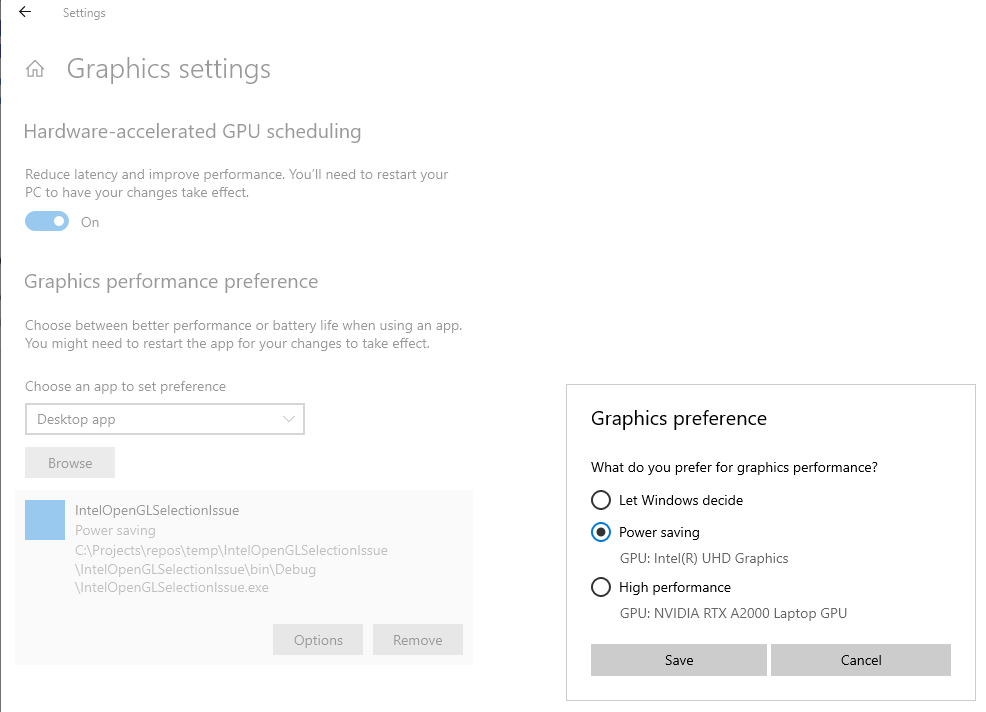 Settings
Graphics settings
Hardware-accelerated GPU scheduling
Reduce latency and improve performance. You'll need to restart your
PC to have your changes take effect.
On
Graphics performance preference
Choose between better performance or battery life when using an app.
You might need to restart the app for your changes to take effect.
Choose an app to set preference
Desktop app
Browse
IntelOpenGLSelectionIssue
Power saving
C:\Projects\repos\temp\IntelOpenGLSelectionIssue
\IntelOpenGLSelectionIssue\bin\Debug
\IntelOpenGLSelectionIssue.exe
Options
Remove
Graphics preference
What do you prefer for graphics performance?
Let Windows decide
Power saving
GPU: Intel(R) UHD Graphics
High performance
GPU: NVIDIA RTX A2000 Laptop GPU
Save
Cancel